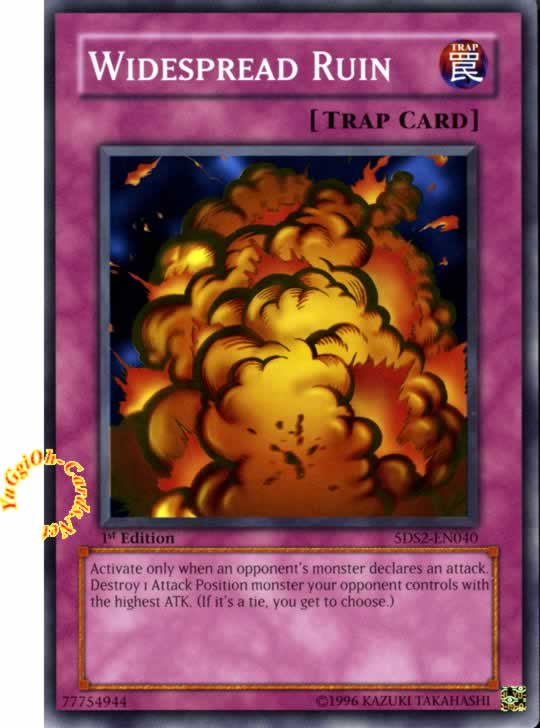 WIDESPREAD RUIN
TRAP
罠
[TRAP CARD]
YuGgiOh-Cards.Net
1st Edition
5DS2-EN040
Activate only when an opponent's monster declares an attack.
Destroy 1 Attack Position monster your opponent controls with
the highest ATK. (If it's a tie, you get to choose.)
77754944
©1996 KAZUKI TAKAHASHI